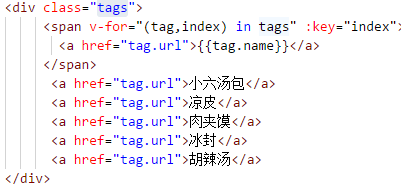 <div class="tags">
<span v-for="(tag,index) in tags" :key="index">
<a href="tag.url">{{tag.name}}</a>
</span>
<a href="tag.url">小六汤包</a>
<a href="tag.url">凉皮</a>
<a href="tag.url">肉夹馍</a>
<a href="tag.url">冰封</a>
<a href="tag.url">胡辣汤</a>
</div>